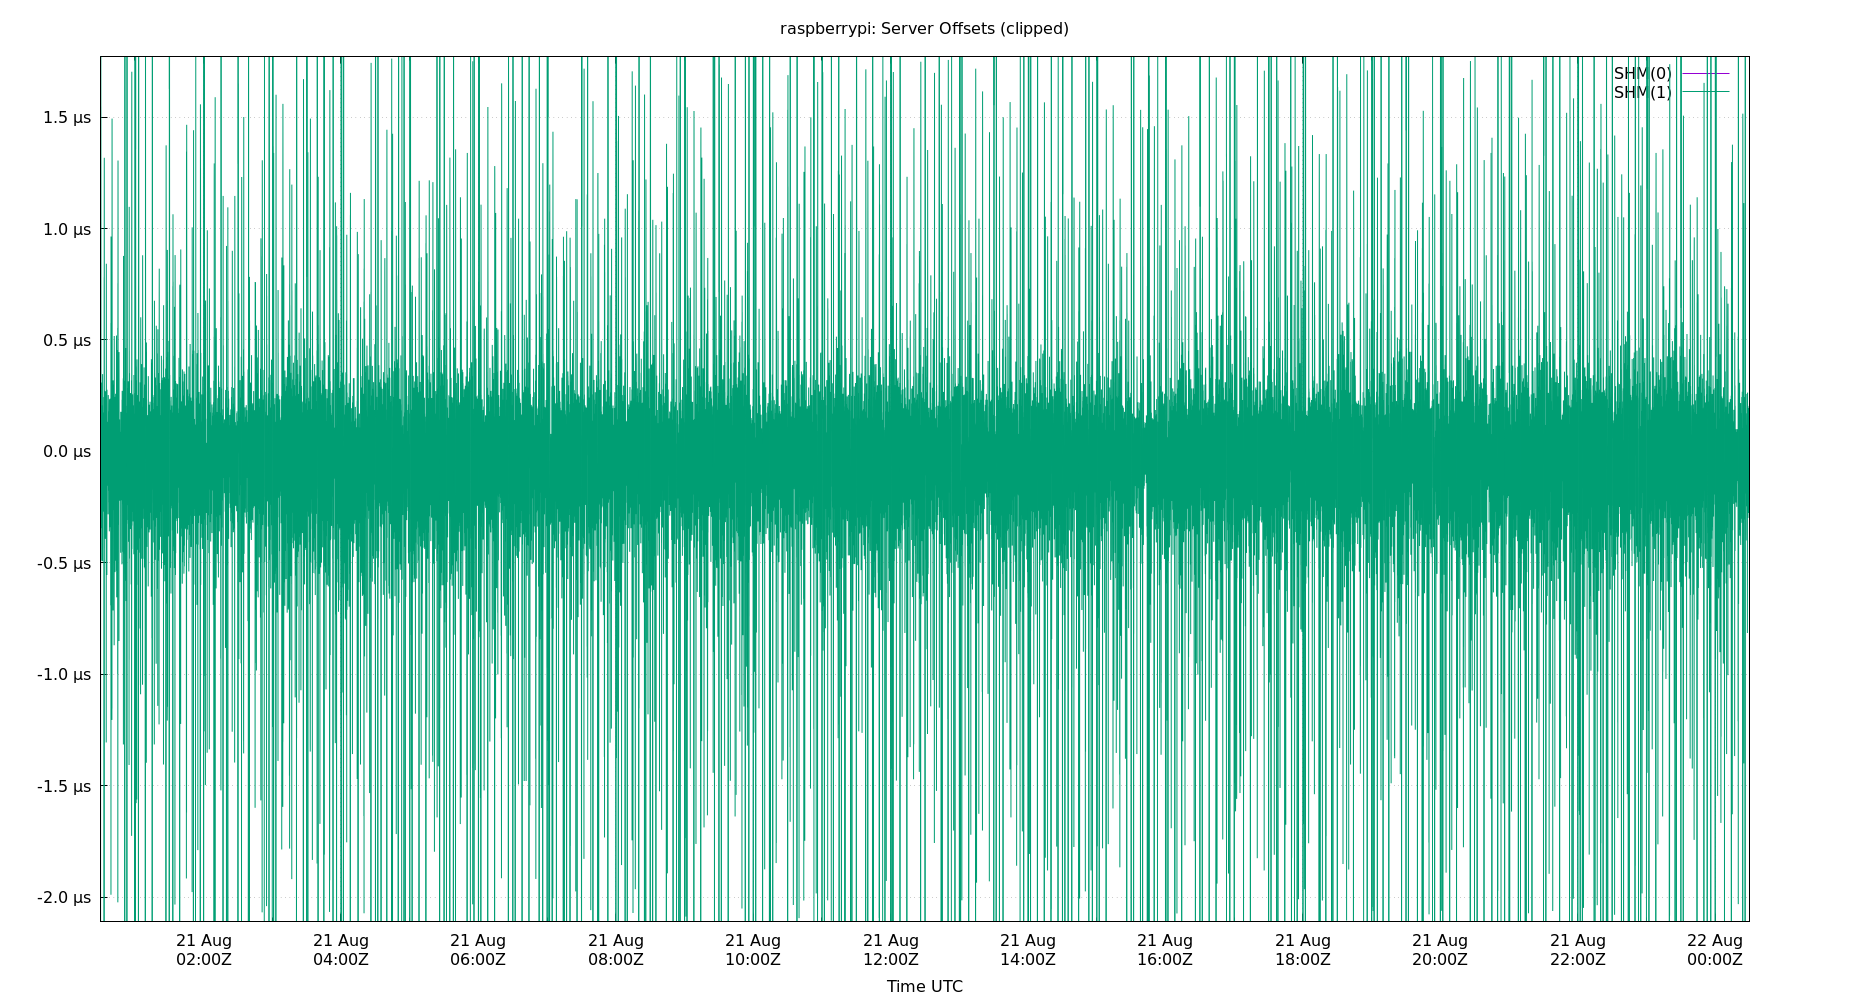 raspberrypi: Server Offsets (clipped)
SHM(0)
SHM(1)
1.5 µs
1.0 µs
0.5 µs
0.0 µs
-0.5 µs
-1.0 µs
-1.5 µs
-2.0 µs
21 Aug 21 Aug 21 Aug 21 Aug 21 Aug 21 Aug 21 Aug 21 Aug 21 Aug 21 Aug 21 Aug 22 Aug
02:00Z 04:00Z 06:00Z 08:00Z 10:00Z 12:00Z 14:00Z 16:00Z 18:00Z 20:00Z 22:00Z 00:00Z
Time UTC